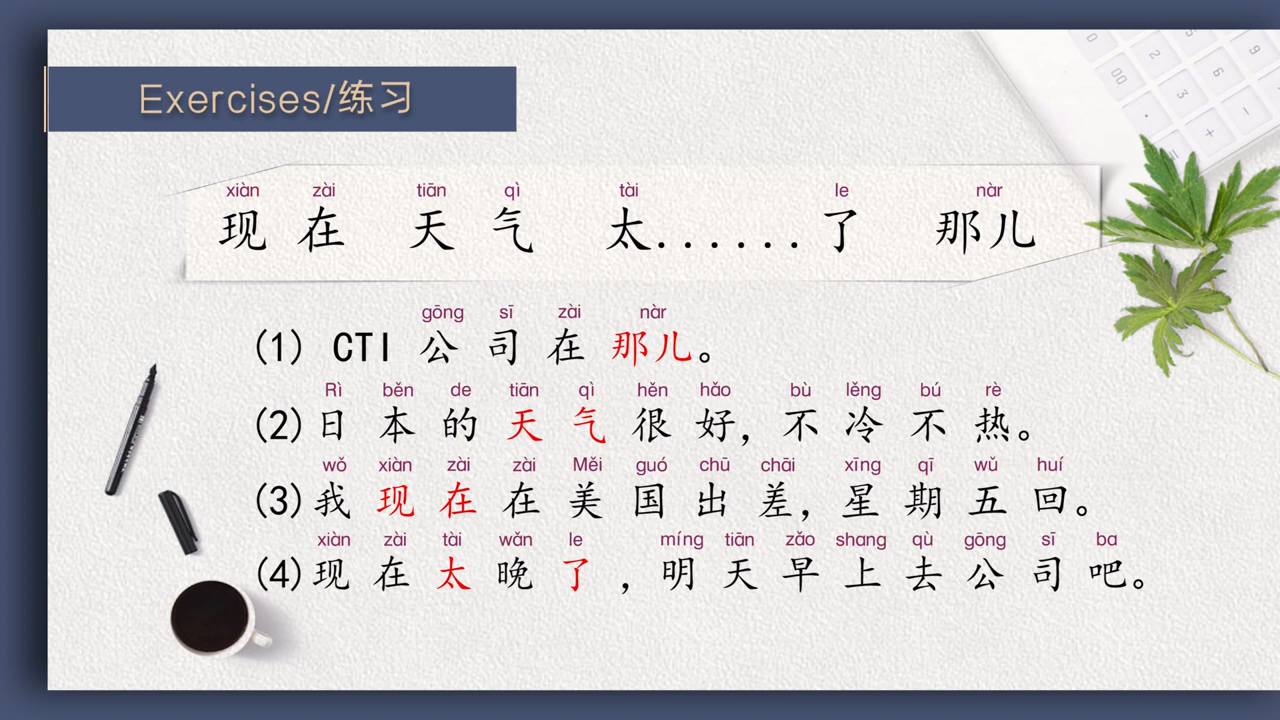 Exercises/练习
xiàn zài tiān qì tài le nàr
现在 天气 太......了 那儿
gōng sī zài nàr
(1) CTI 公司在那儿。
Rì běn de tiān qì hěn hǎo bù lěng bú rè
(2)日本的天气很好，不冷不热。
wǒ xiàn zài zài Měi guó chū chāi xīng qī wǔ huí
(3)我现在在美国出差，星期五回。
xiàn zài tài wǎn le míng tiān zǎo shang qù gōng sī ba
(4)现在太晚了，明天早上去公司吧。